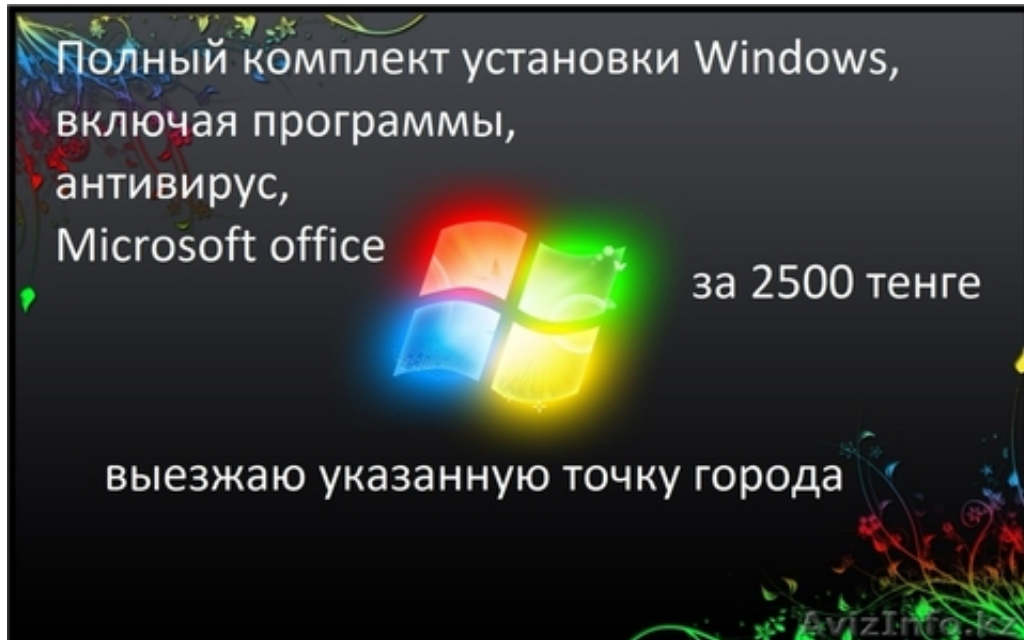 Полный комплект установки Windows,
включая программы,
антивирус,
Microsoft office
за 2500 тенге
выезжаю указанную точку города
AvizInfo.kz